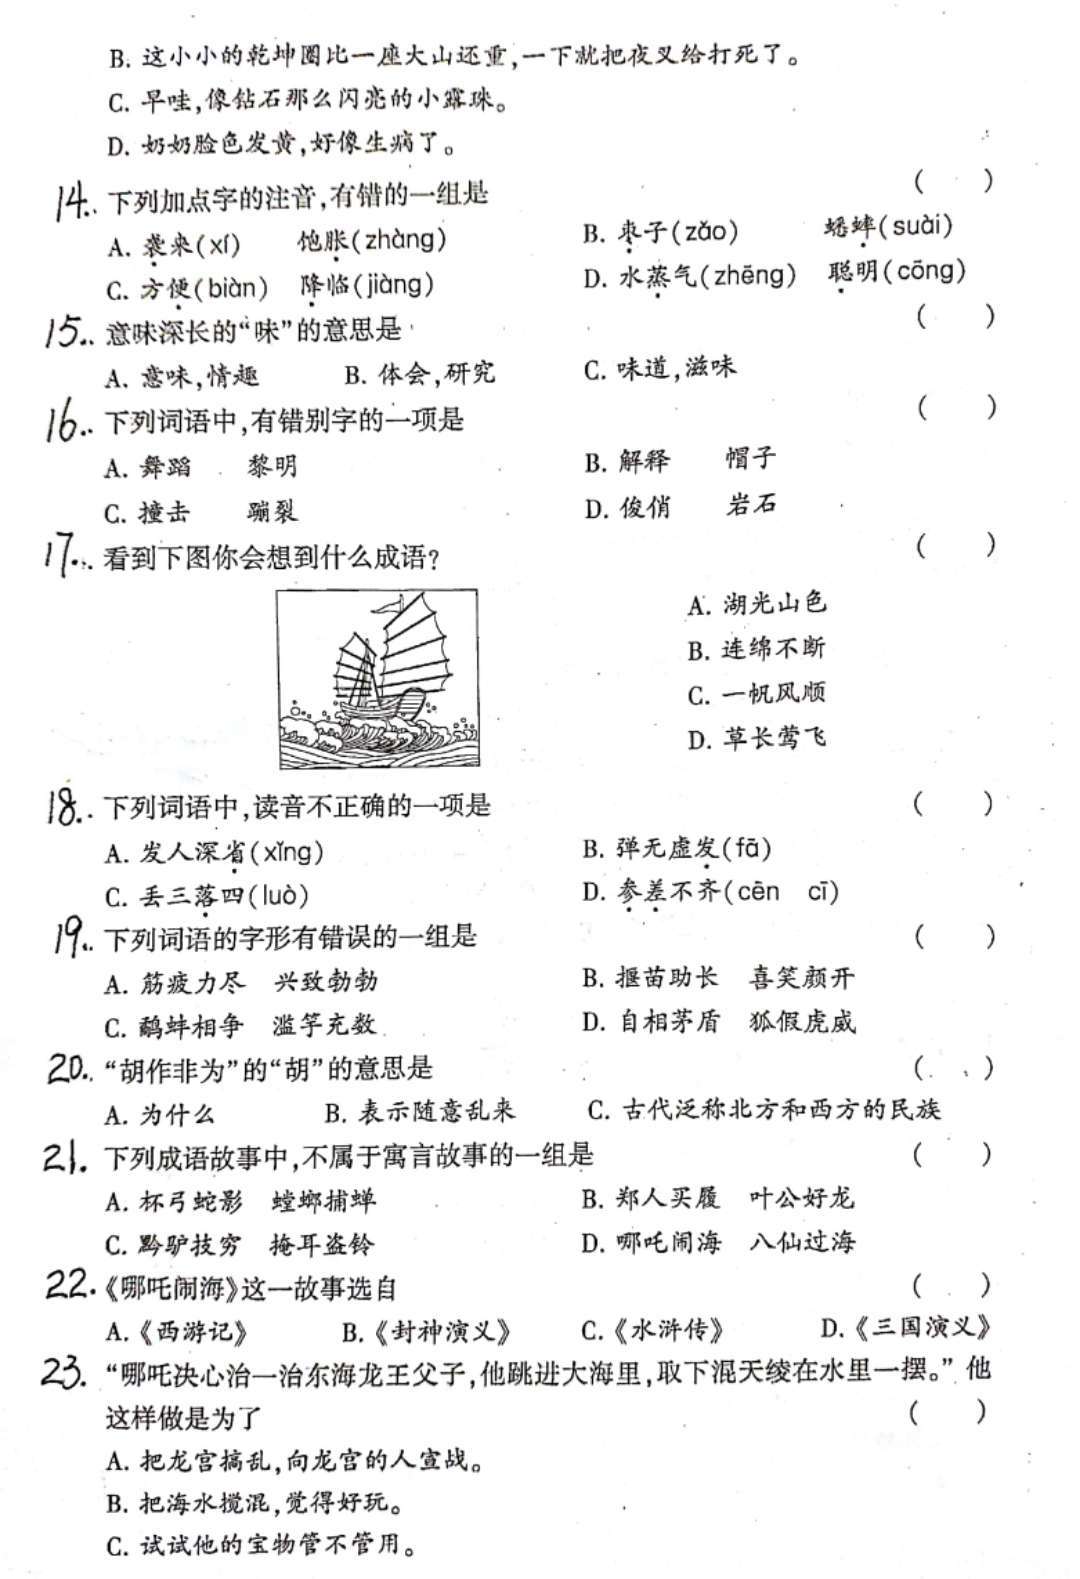 B. 这小小的乾坤圈比一座大山还重,一下就把夜叉给打死了。
C. 早哇,像钻石那么闪亮的小露珠。
D. 奶奶脸色发黄,好像生病了。
14. 下列加点字的注音,有错的一组是 (  )
A. 袭来(xí) 饱胀(zhàng) B. 枣子(zǎo) 蟋蟀(suài)
C. 方便(biàn) 降临(jiàng) D. 水蒸气(zhēng) 聪明(cōng)
15. 意味深长的“味”的意思是 (  )
A. 意味,情趣 B. 体会,研究 C. 味道,滋味
16. 下列词语中,有错别字的一项是 (  )
A. 舞蹈 黎明 B. 解释 帽子
C. 撞击 蹦裂 D. 俊俏 岩石
17. 看到下图你会想到什么成语? (  )
A. 湖光山色
B. 连绵不断
C. 一帆风顺
D. 草长莺飞
18. 下列词语中,读音不正确的一项是 (  )
A. 发人深省(xǐng) B. 弹无虚发(fā)
C. 丢三落四(luò) D. 参差不齐(cēn cī)
19. 下列词语的字形有错误的一组是 (  )
A. 筋疲力尽 兴致勃勃 B. 揠苗助长 喜笑颜开
C. 鹬蚌相争 滥竽充数 D. 自相茅盾 狐假虎威
20. “胡作非为”的“胡”的意思是 (  )
A. 为什么 B. 表示随意乱来 C. 古代泛称北方和西方的民族
21. 下列成语故事中,不属于寓言故事的一组是 (  )
A. 杯弓蛇影 螳螂捕蝉 B. 郑人买履 叶公好龙
C. 黔驴技穷 掩耳盗铃 D. 哪吒闹海 八仙过海
22. 《哪吒闹海》这一故事选自 (  )
A.《西游记》 B.《封神演义》 C.《水浒传》 D.《三国演义》
23. “哪吒决心治一治东海龙王父子,他跳进大海里,取下混天绫在水里一摆。” 他
这样做是为了 (  )
A. 把龙宫搞乱,向龙宫的人宣战。
B. 把海水搅混,觉得好玩。
C. 试试他的宝物管不管用。